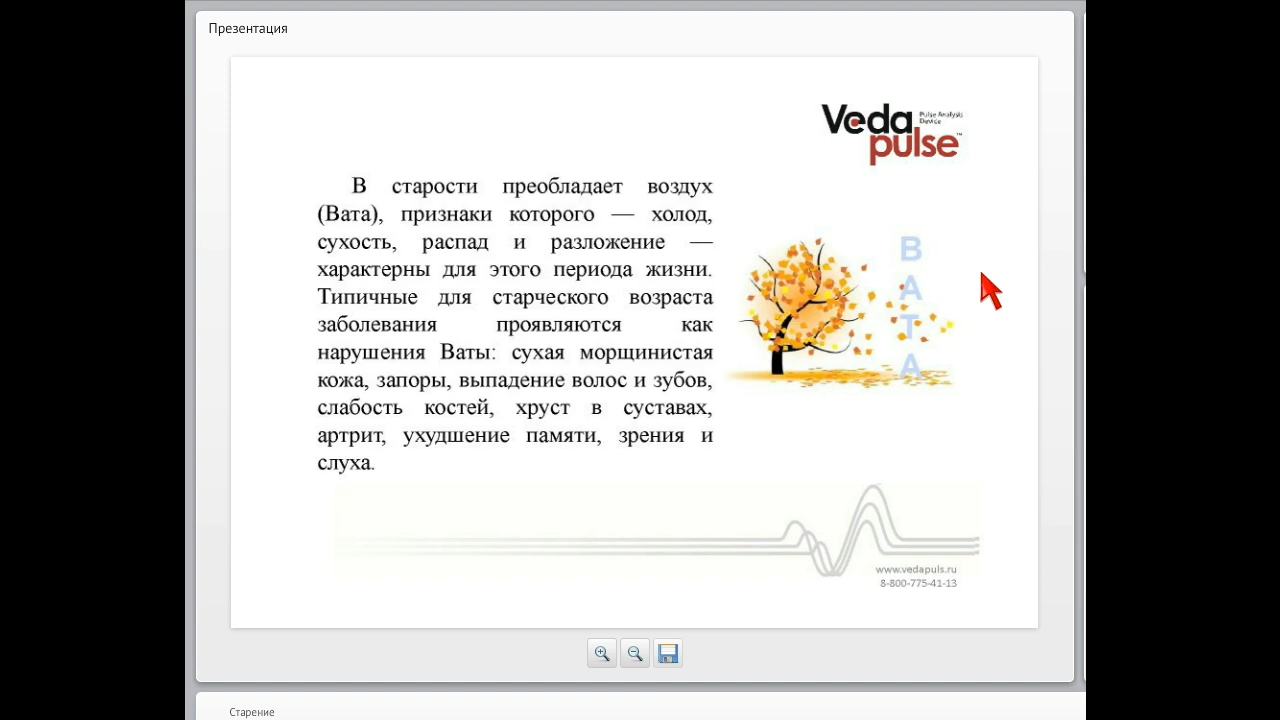 Презентация
Veda Pulse Analysis
Device
pulse™
В старости преобладает воздух
(Вата), признаки которого — холод,
сухость, распад и разложение —
характерны для этого периода жизни.
Типичные для старческого возраста
заболевания проявляются как
нарушения Ваты: сухая морщинистая
кожа, запоры, выпадение волос и зубов,
слабость костей, хруст в суставах,
артрит, ухудшение памяти, зрения и
слуха.
В
А
Т
А
www.vedapuls.ru
8-800-775-41-13
Старение